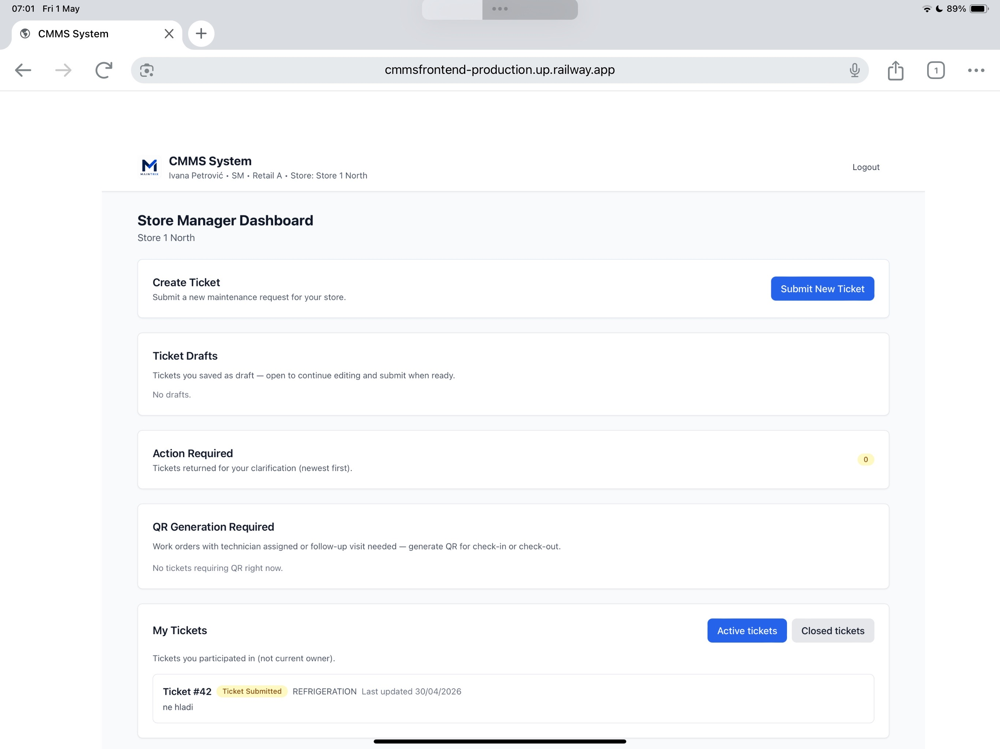 07:01 Fri 1 May
89%
CMMS System
cmmsfrontend-production.up.railway.app
1
MAINTRIX
CMMS System
Ivana Petrović • SM • Retail A • Store: Store 1 North
Logout
Store Manager Dashboard
Store 1 North
Create Ticket
Submit a new maintenance request for your store.
Submit New Ticket
Ticket Drafts
Tickets you saved as draft — open to continue editing and submit when ready.
No drafts.
Action Required
Tickets returned for your clarification (newest first).
0
QR Generation Required
Work orders with technician assigned or follow-up visit needed — generate QR for check-in or check-out.
No tickets requiring QR right now.
My Tickets
Active tickets
Closed tickets
Tickets you participated in (not current owner).
Ticket #42 Ticket Submitted REFRIGERATION Last updated 30/04/2026
ne hladi